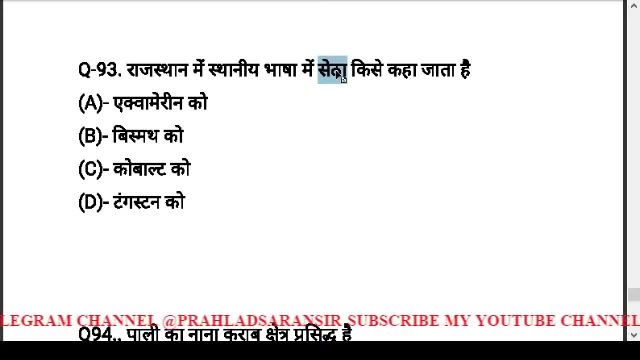 Q-93. राजस्थान में स्थानीय भाषा में सेठा किसे कहा जाता है
(A)- एक्वामेरीन को
(B)- बिस्मथ को
(C)- कोबाल्ट को
(D)- टंगस्टन को
LEGRAM CHANNEL @PRAHLADSARANSIR SUBSCRIBE MY YOUTUBE CHANNEL
Q94., पाली का नाना कराब क्षेत्र प्रसिद्ध है